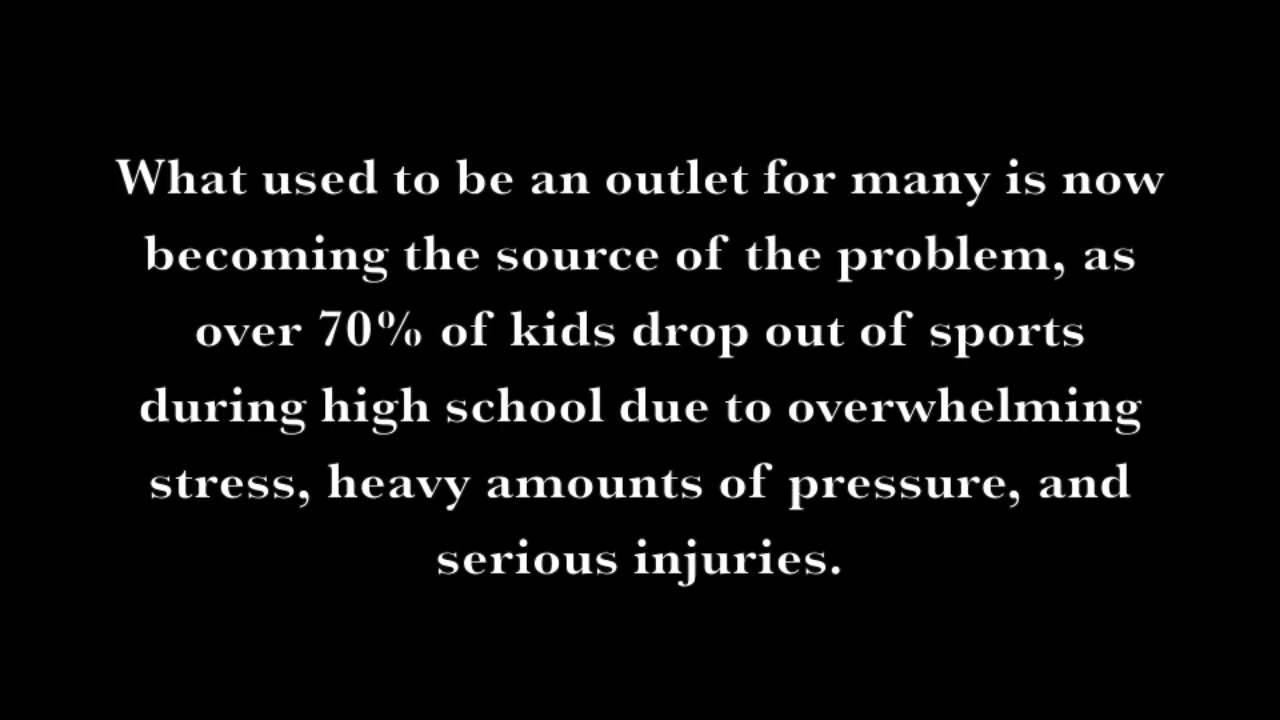 What used to be an outlet for many is now
becoming the source of the problem, as
over 70% of kids drop out of sports
during high school due to overwhelming
stress, heavy amounts of pressure, and
serious injuries.